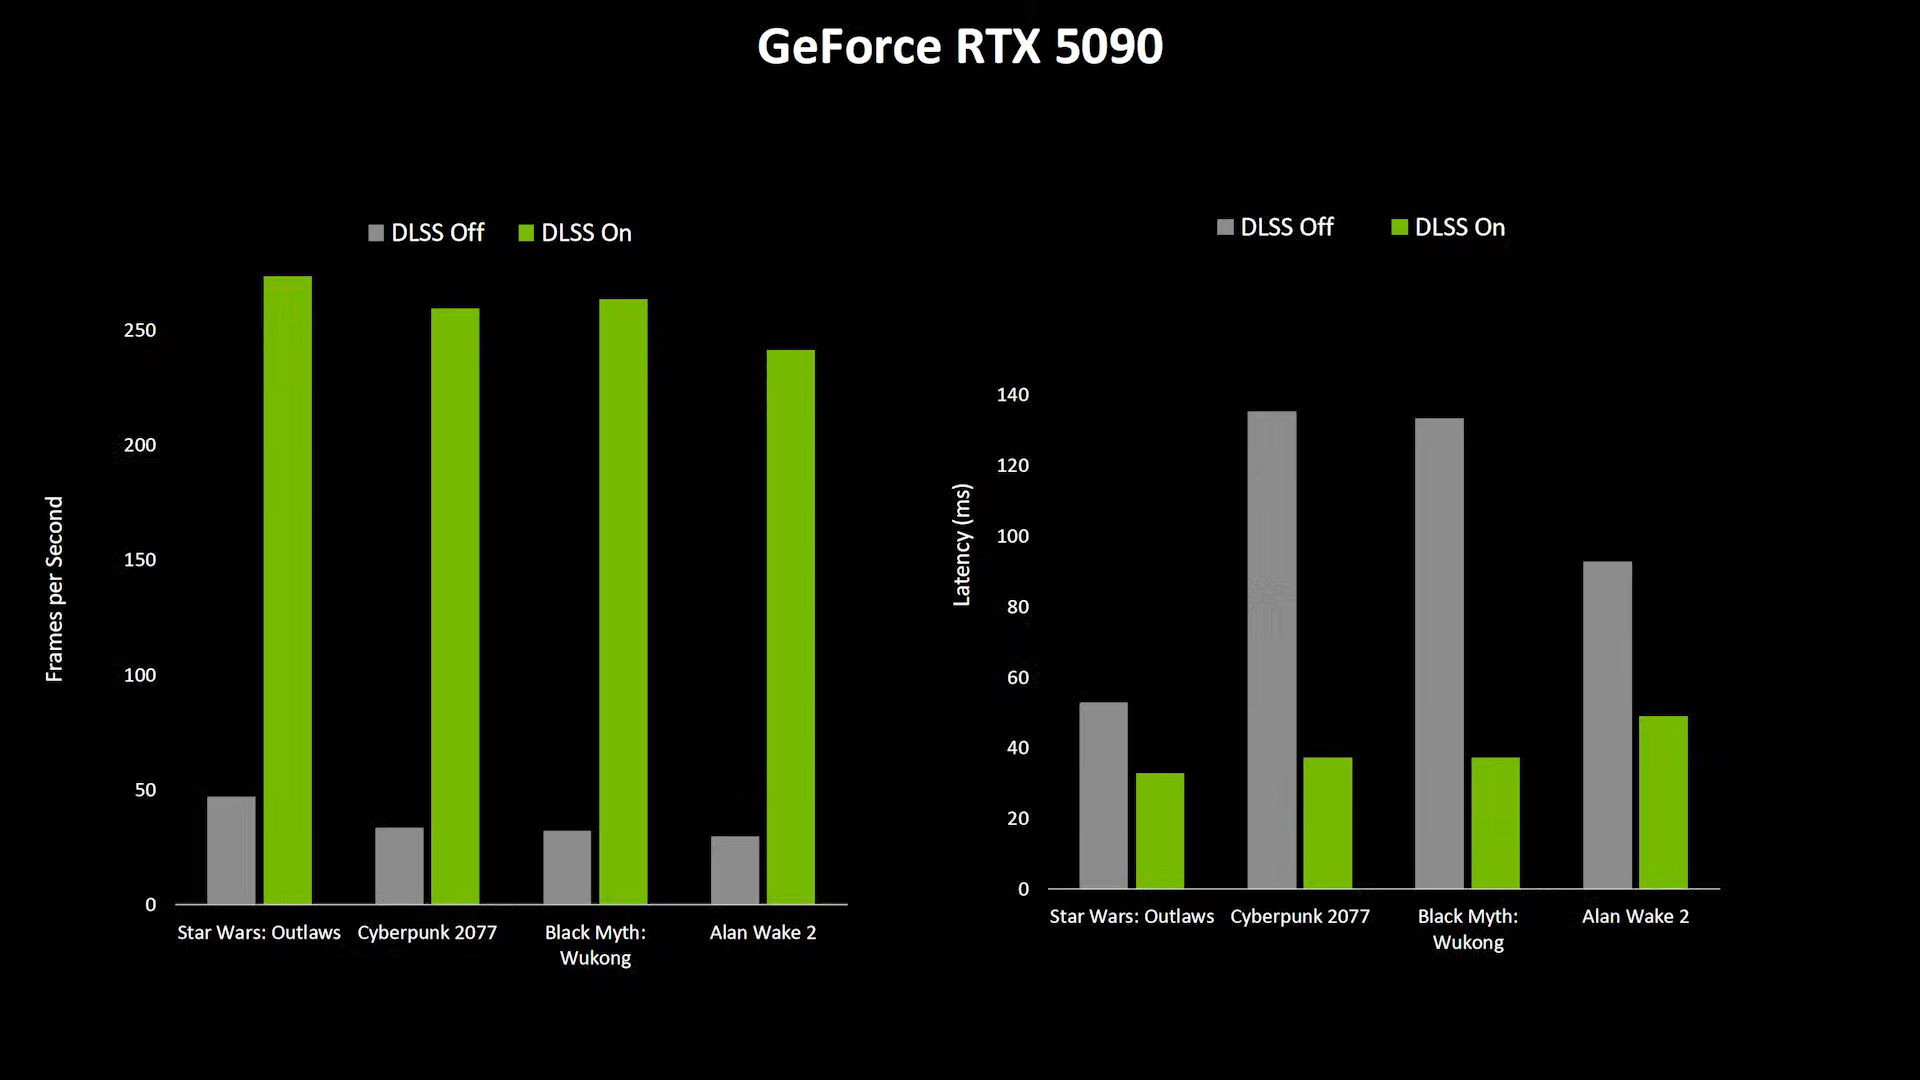 GeForce RTX 5090
DLSS Off
DLSS On
Frames per Second
250
200
150
100
50
0
Star Wars: Outlaws
Cyberpunk 2077
Black Myth:
Wukong
Alan Wake 2
DLSS Off
DLSS On
Latency (ms)
140
120
100
80
60
40
20
0
Star Wars: Outlaws
Cyberpunk 2077
Black Myth:
Wukong
Alan Wake 2